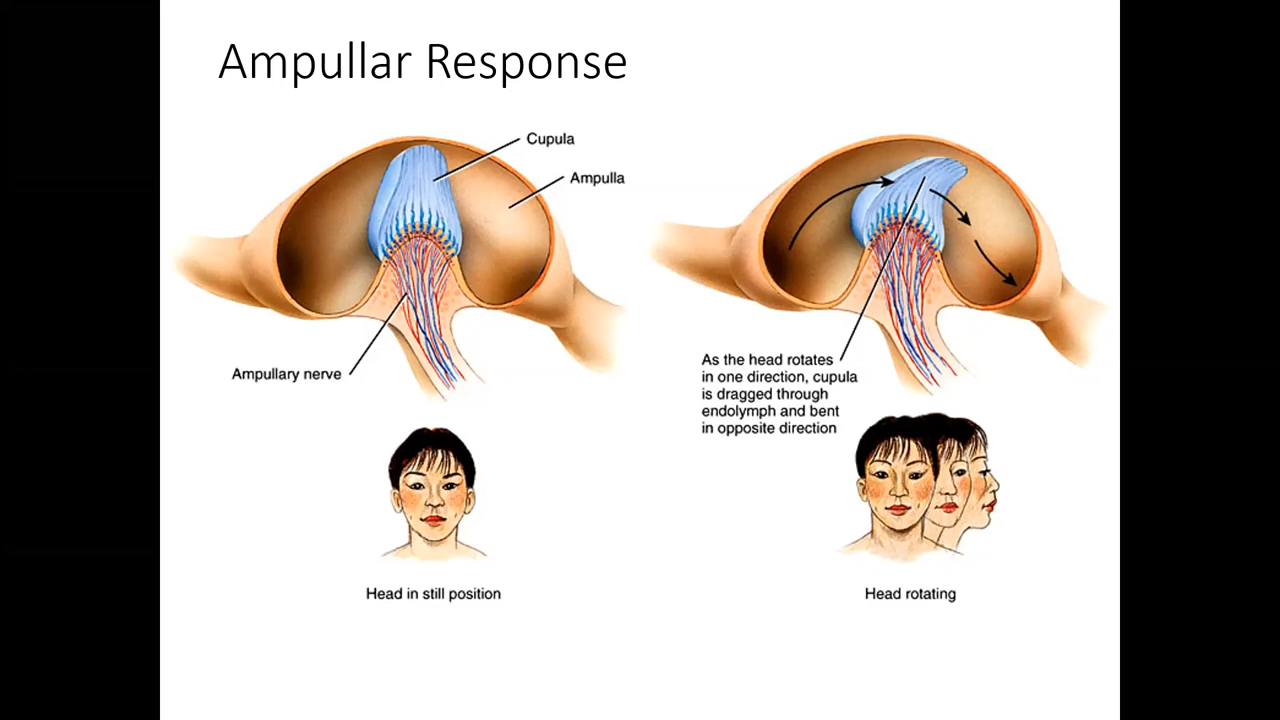 Ampullar Response
Cupula
Ampulla
Ampullary nerve
As the head rotates
in one direction, cupula
is dragged through
endolymph and bent
in opposite direction
Head in still position
Head rotating